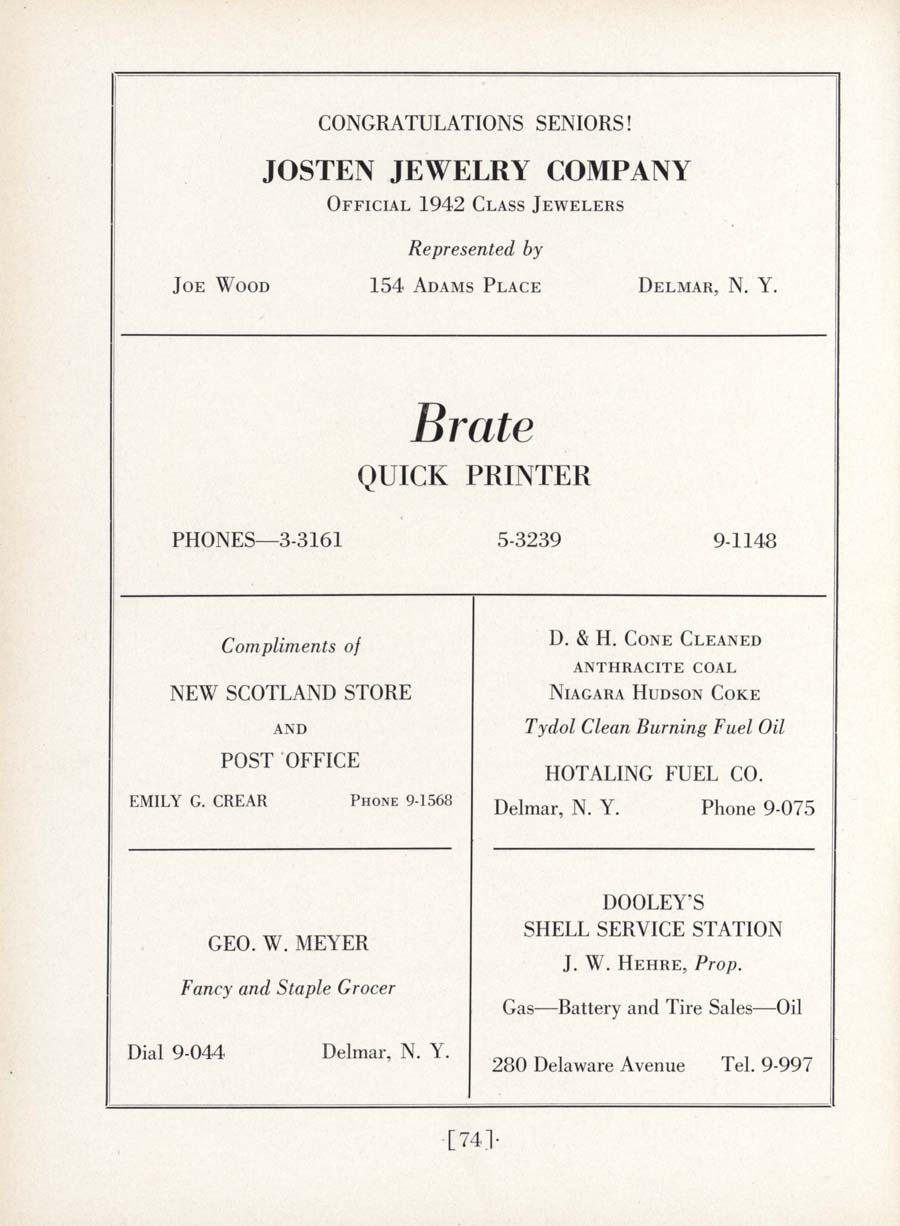 CONGRATULATIONS SENIORS!
JOSTEN JEWELRY COMPANY
OFFICIAL 1942 CLASS JEWELERS
Represented by
JOE WOOD 154 ADAMS PLACE DELMAR, N. Y.
Brate
QUICK PRINTER
PHONES—3-3161 5-3239 9-1148
Compliments of
NEW SCOTLAND STORE
AND
POST OFFICE
EMILY G. CREAR PHONE 9-1568
D. & H. CONE CLEANED
ANTHRACITE COAL
NIAGARA HUDSON COKE
Tydol Clean Burning Fuel Oil
HOTALING FUEL CO.
Delmar, N. Y. Phone 9-075
GEO. W. MEYER
Fancy and Staple Grocer
Dial 9-044 Delmar, N. Y.
DOOLEY'S
SHELL SERVICE STATION
J. W. HEHRE, Prop.
Gas—Battery and Tire Sales—Oil
280 Delaware Avenue Tel. 9-997
[74]